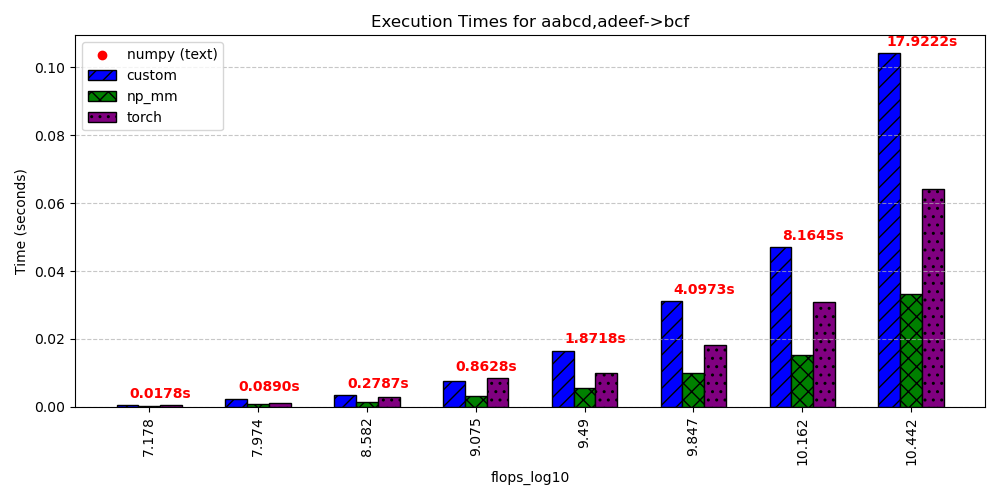 Execution Times for aabcd,adeef->bcf
numpy (text)
custom
np_mm
torch
Time (seconds)
0.10
0.08
0.06
0.04
0.02
0.00
0.0178s
0.0890s
0.2787s
0.8628s
1.8718s
4.0973s
8.1645s
17.9222s
7.178
7.974
8.582
9.075
9.49
9.847
10.162
10.442
flops_log10